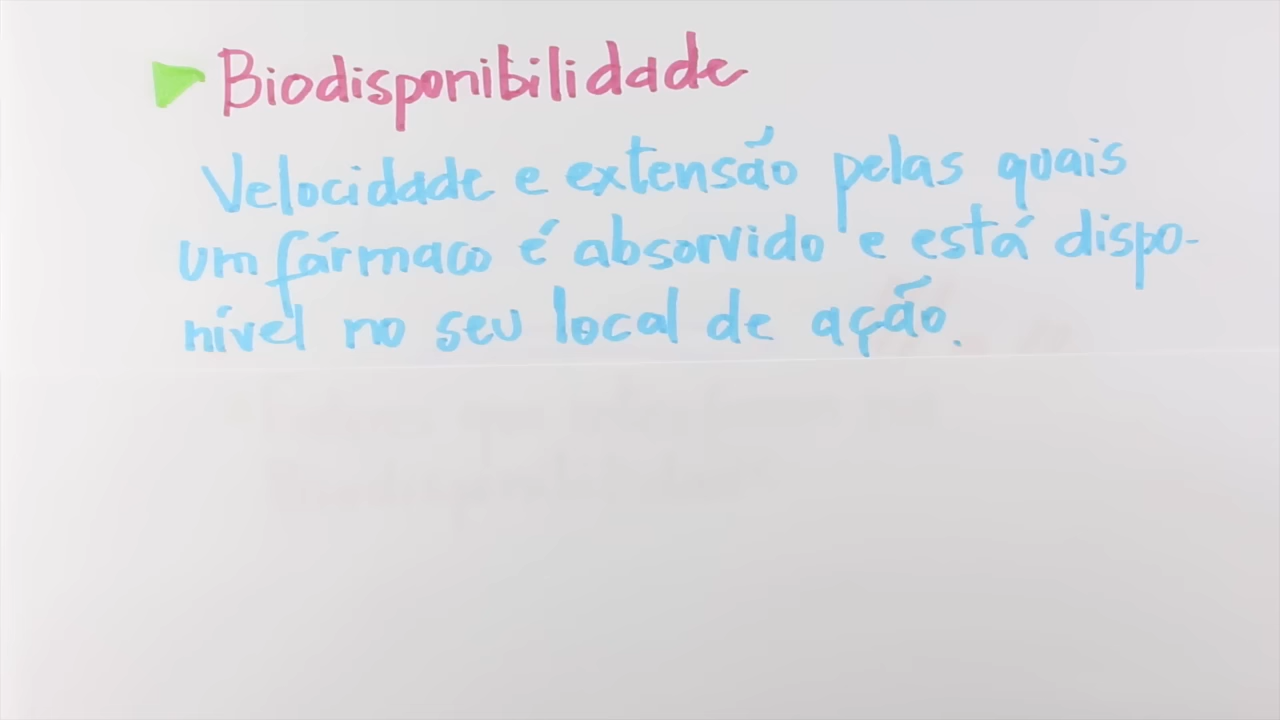 Biodisponibilidade
Velocidade e extensão pelas quais
um fármaco é absorvido e está dispo-
nível no seu local de ação.